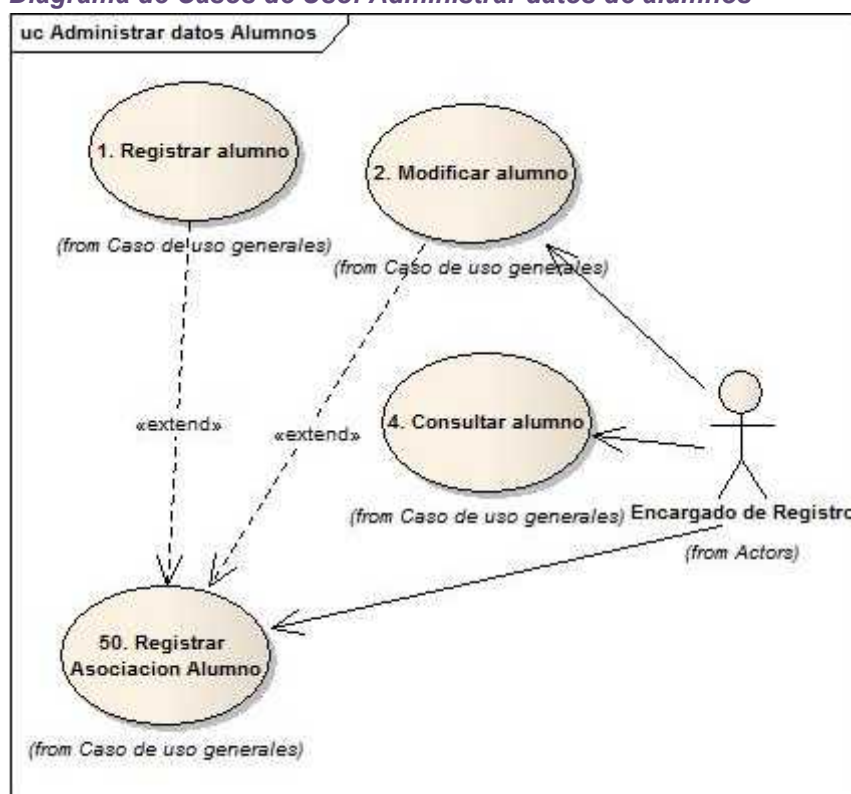 Diagrama de Casos de Uso: Administrar datos de alumnos
uc Administrar datos Alumnos
1. Registrar alumno
(from Caso de uso generales)
2. Modificar alumno
(from Caso de uso generales)
4. Consultar alumno
(from Caso de uso generales)
Encargado de Registro
(from Actors)
«extend»
«extend»
50. Registrar
Asociacion Alumno
(from Caso de uso generales)